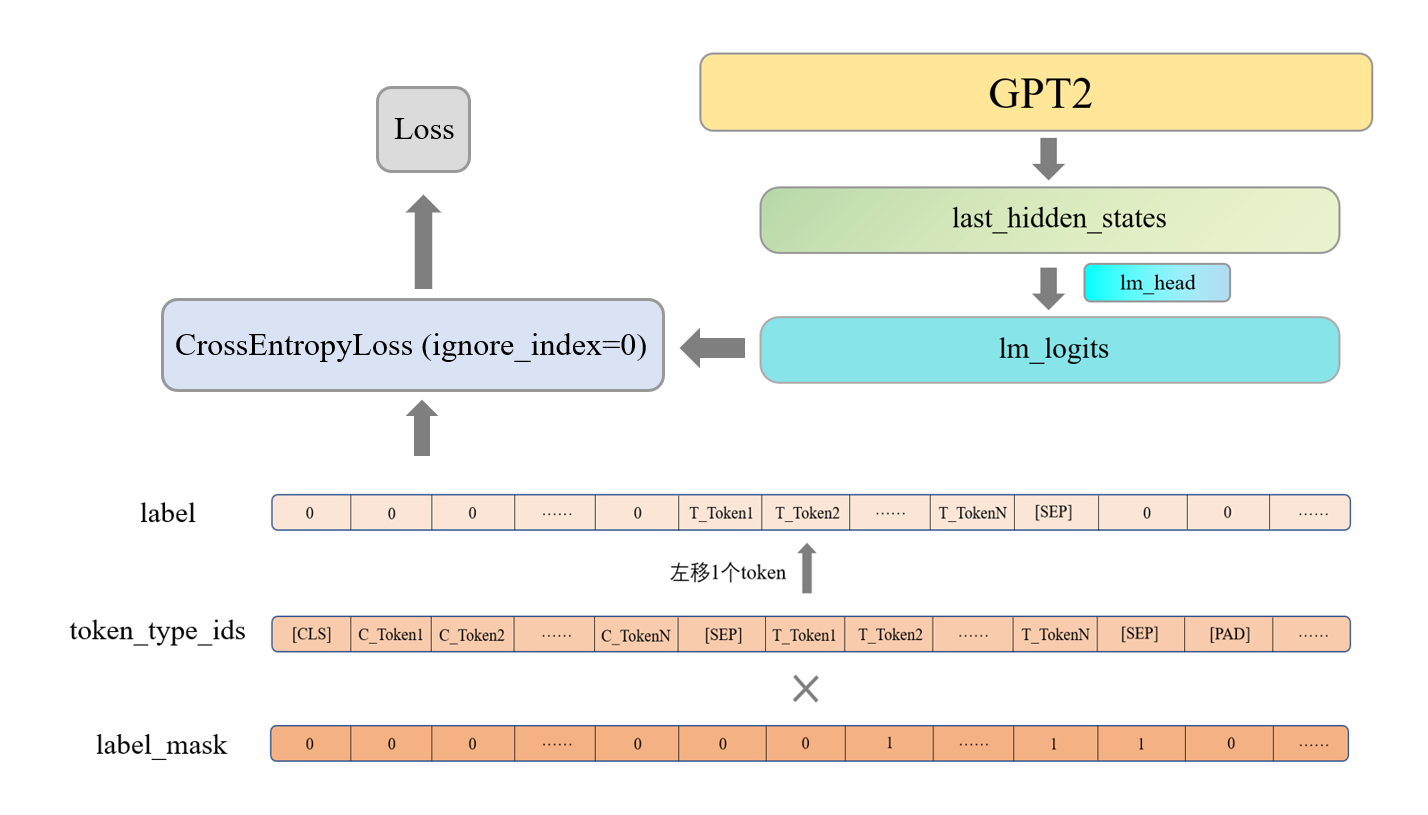 GPT2
Loss
last_hidden_states
lm_head
CrossEntropyLoss (ignore_index=0)
lm_logits
label 0 0 0 ······ 0 T_Token1 T_Token2 ······ T_TokenN [SEP] 0 0 ······
左移1个token
token_type_ids [CLS] C_Token1 C_Token2 ······ C_TokenN [SEP] T_Token1 T_Token2 ······ T_TokenN [SEP] [PAD] ······
×
label_mask 0 0 0 ······ 0 0 0 1 ······ 1 1 0 ······